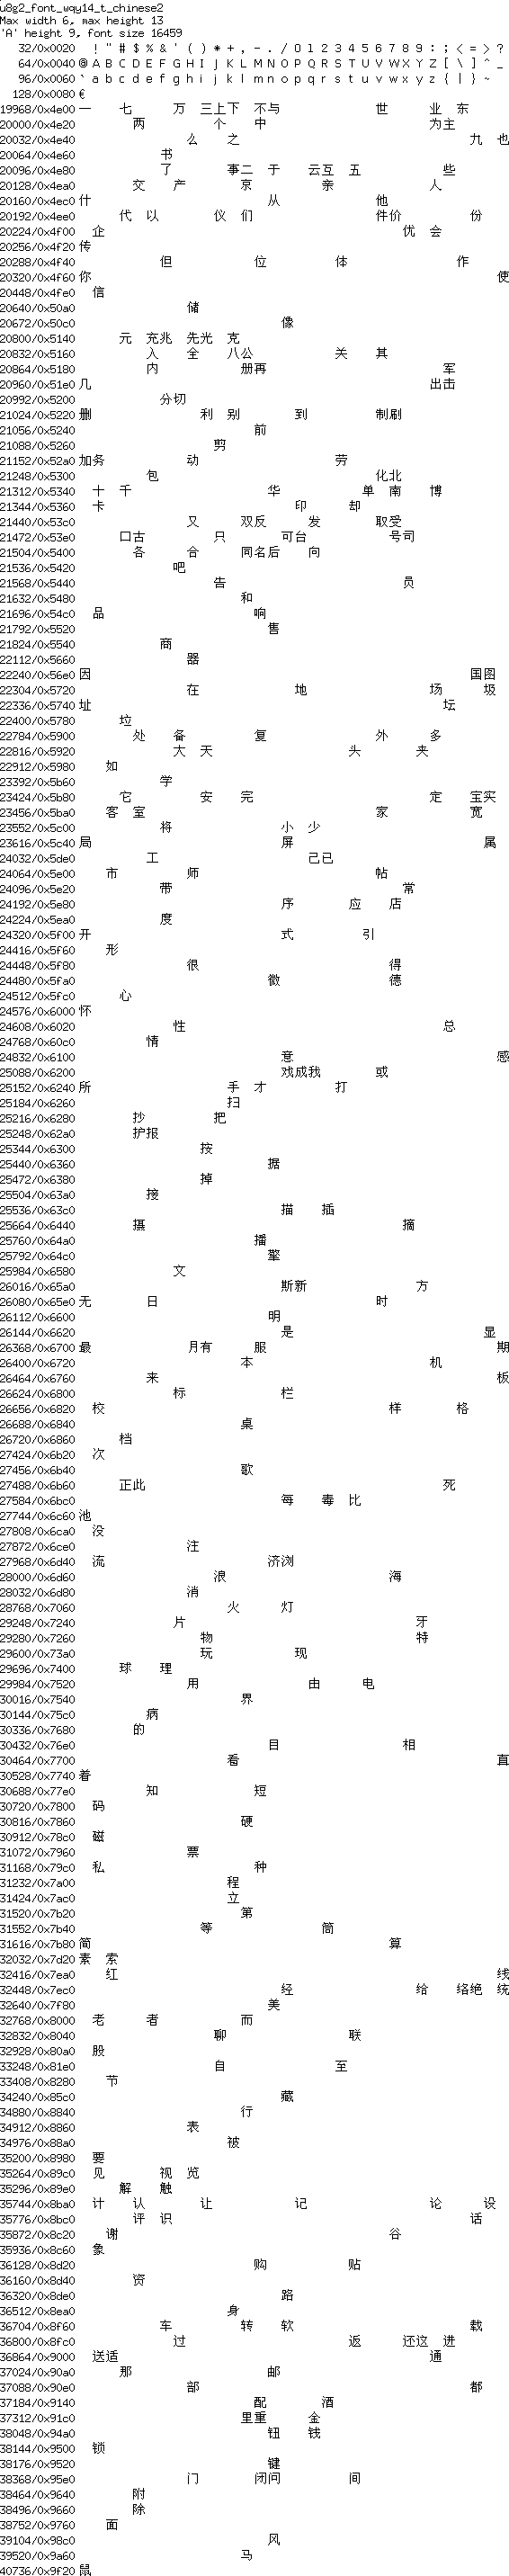 u8g2_font_wqy14_t_chinese2
Max width 6, max height 13
'A' height 9, font size 16459
32/0x0020 ! " # $ % & ' ( ) * + , - . / 0 1 2 3 4 5 6 7 8 9 : ; < = > ?
64/0x0040 @ A B C D E F G H I J K L M N O P Q R S T U V W X Y Z [ \ ] ^ _
96/0x0060 ` a b c d e f g h i j k l m n o p q r s t u v w x y z { | } ~
128/0x0080 €
19968/0x4e00 一 七 万 三上下 不与 世 业 东
20000/0x4e20 两 个 中 为主
20032/0x4e40 么 之 九 也
20064/0x4e60 书
20096/0x4e80 了 事二 于 云互 五 些
20128/0x4ea0 交 产 京 亲 人
20160/0x4ec0 什 从 他
20192/0x4ee0 代 以 仪 们 件价 份
20224/0x4f00 企 优 会
20256/0x4f20 传
20288/0x4f40 但 位 体 作
20320/0x4f60 你 使
20448/0x4fe0 信
20640/0x50a0 储
20672/0x50c0 像
20800/0x5140 元 充兆 先光 克
20832/0x5160 入 全 八公 关 其
20864/0x5180 内 册再 军
20960/0x51e0 几 出击
20992/0x5200 分切
21024/0x5220 删 利 别 到 制刷
21056/0x5240 前
21088/0x5260 剪
21152/0x52a0 加务 动 劳
21248/0x5300 包 化北
21312/0x5340 十 千 华 单 南 博
21344/0x5360 卡 印 却
21440/0x53c0 又 双反 发 取受
21472/0x53e0 口古 只 可台 号司
21504/0x5400 各 合 同名后 向
21536/0x5420 吧
21568/0x5440 告 员
21632/0x5480 和
21696/0x54c0 品 响
21792/0x5520 售
21824/0x5540 商
22112/0x5660 器
22240/0x56e0 因 国图
22304/0x5720 在 地 场 圾
22336/0x5740 址 坛
22400/0x5780 垃
22784/0x5900 处 备 复 外 多
22816/0x5920 大 天 头 夹
22912/0x5980 如
23392/0x5b60 学
23424/0x5b80 它 安 完 定 宝实
23456/0x5ba0 客 室 家 宽
23552/0x5c00 将 小 少
23616/0x5c40 局 屏 属
24032/0x5de0 工 己已
24064/0x5e00 市 师 帖
24096/0x5e20 带 常
24192/0x5e80 序 应 店
24224/0x5ea0 度
24320/0x5f00 开 式 引
24416/0x5f60 形
24448/0x5f80 很 得
24480/0x5fa0 微 德
24512/0x5fc0 心
24576/0x6000 怀
24608/0x6020 性 总
24768/0x60c0 情
24832/0x6100 意 感
25088/0x6200 戏成我 或
25152/0x6240 所 手 才 打
25184/0x6260 扫
25216/0x6280 抄 把
25248/0x62a0 护报
25344/0x6300 按
25440/0x6360 据
25472/0x6380 掉
25504/0x63a0 接
25536/0x63c0 描 插
25664/0x6440 摄 摘
25760/0x64a0 播
25792/0x64c0 擎
25984/0x6580 文
26016/0x65a0 斯新 方
26080/0x65e0 无 日 时
26112/0x6600 明
26144/0x6620 是 显
26368/0x6700 最 月有 服 期
26400/0x6720 本 机
26464/0x6760 来 板
26624/0x6800 标 栏
26656/0x6820 校 样 格
26688/0x6840 桌
26720/0x6860 档
27424/0x6b20 次
27456/0x6b40 歌
27488/0x6b60 正此 死
27584/0x6bc0 每 毒 比
27744/0x6c60 池
27808/0x6ca0 没
27872/0x6ce0 注
27968/0x6d40 流 济浏
28000/0x6d60 浪 海
28032/0x6d80 消
28768/0x7060 火 灯
29248/0x7240 片 牙
29280/0x7260 物 特
29600/0x73a0 玩 现
29696/0x7400 球 理
29984/0x7520 用 由 电
30016/0x7540 界
30144/0x75c0 病
30336/0x7680 的
30432/0x76e0 目 相
30464/0x7700 看 直
30528/0x7740 着
30688/0x77e0 知 短
30720/0x7800 码
30816/0x7860 硬
30912/0x78c0 磁
31072/0x7960 票
31168/0x79c0 私 种
31232/0x7a00 程
31424/0x7ac0 立
31520/0x7b20 第
31552/0x7b40 等 筒
31616/0x7b80 简 算
32032/0x7d20 素 索
32416/0x7ea0 红 线
32448/0x7ec0 经 给 络绝 统
32640/0x7f80 美
32768/0x8000 老 者 而
32832/0x8040 聊 联
32928/0x80a0 股
33248/0x81e0 自 至
33408/0x8280 节
34240/0x85c0 藏
34880/0x8840 行
34912/0x8860 表
34976/0x88a0 被
35200/0x8980 要
35264/0x89c0 见 视 览
35296/0x89e0 解 触
35744/0x8ba0 计 认 让 记 论 设
35776/0x8bc0 评 识 话
35872/0x8c20 谢 谷
35936/0x8c60 象
36128/0x8d20 购 贴
36160/0x8d40 资
36320/0x8de0 路
36512/0x8ea0 身
36704/0x8f60 车 转 软 载
36800/0x8fc0 过 返 还这 进
36864/0x9000 送适 通
37024/0x90a0 那 邮
37088/0x90e0 部 都
37184/0x9140 配 酒
37312/0x91c0 里重 金
38048/0x94a0 钮 钱
38144/0x9500 锁
38176/0x9520 键
38368/0x95e0 门 闭问 间
38464/0x9640 附
38496/0x9660 除
38752/0x9760 面
39104/0x98c0 风
39520/0x9a60 马
40736/0x9f20 鼠